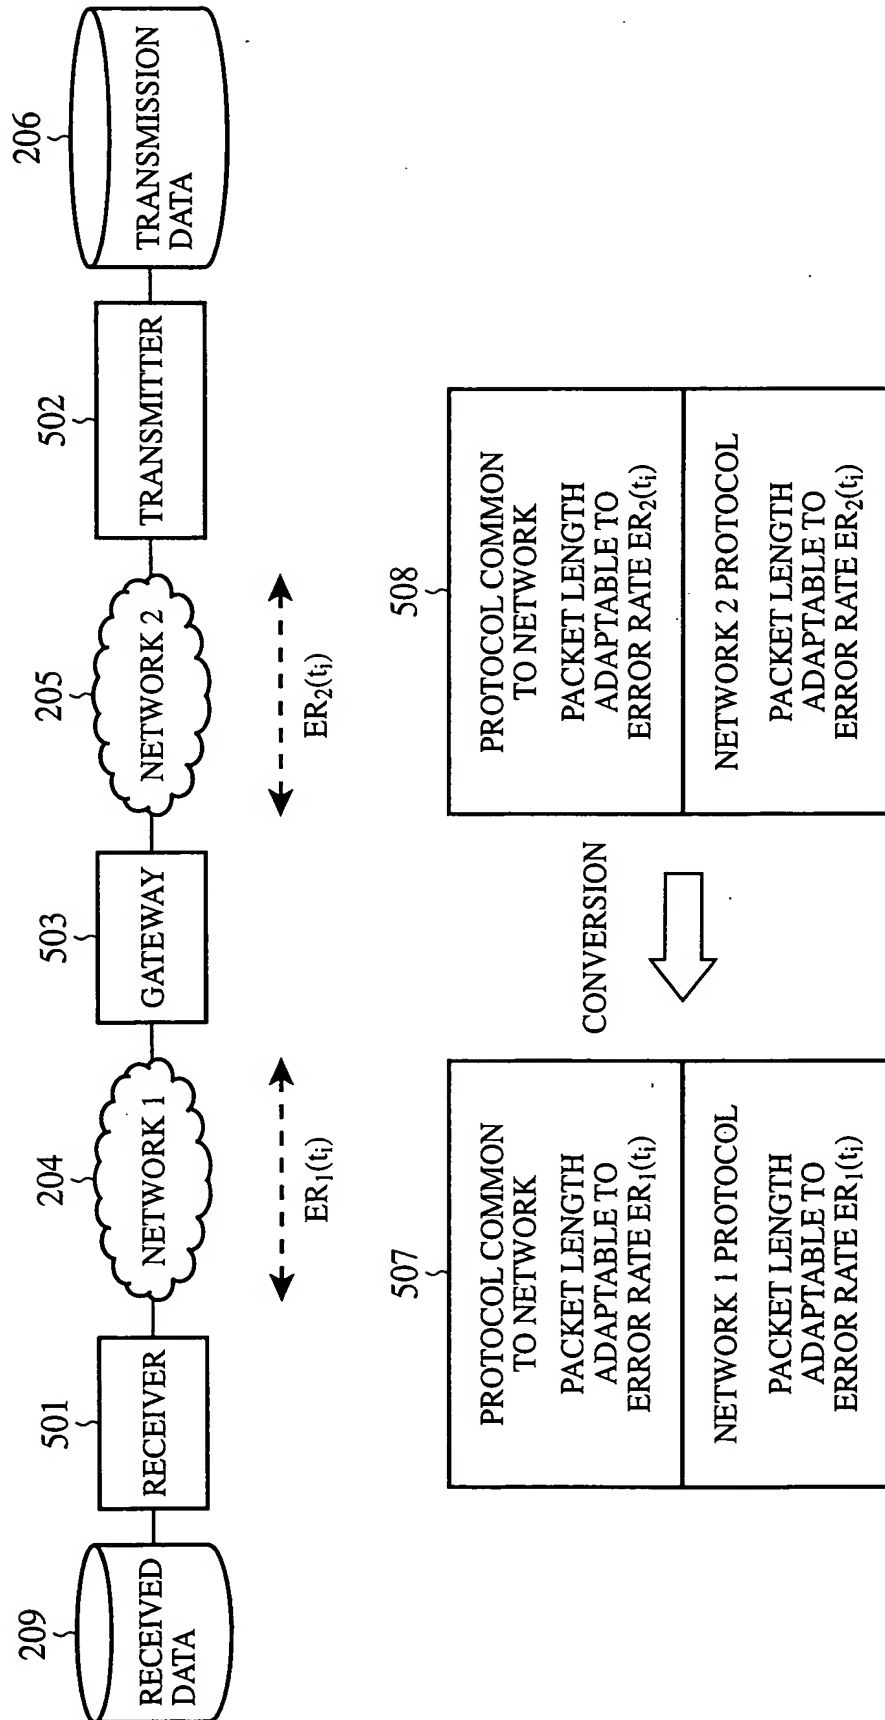 209
RECEIVED
DATA
501
RECEIVER
204
NETWORK 1
503
GATEWAY
205
NETWORK 2
502
TRANSMITTER
206
TRANSMISSION
DATA
ER₁(tᵢ)
ER₂(tᵢ)
507
PROTOCOL COMMON
TO NETWORK
PACKET LENGTH
ADAPTABLE TO
ERROR RATE ER₁(tᵢ)
NETWORK 1 PROTOCOL
PACKET LENGTH
ADAPTABLE TO
ERROR RATE ER₁(tᵢ)
CONVERSION
508
PROTOCOL COMMON
TO NETWORK
PACKET LENGTH
ADAPTABLE TO
ERROR RATE ER₂(tᵢ)
NETWORK 2 PROTOCOL
PACKET LENGTH
ADAPTABLE TO
ERROR RATE ER₂(tᵢ)